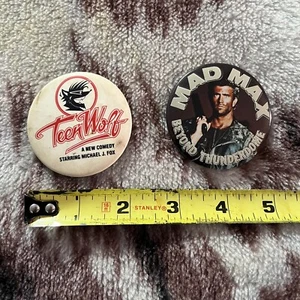 Teen Wolf
A NEW COMEDY
STARRING MICHAEL J. FOX
MAD MAX
BEYOND THUNDERDOME
1 2 STANLEY 3 4 5